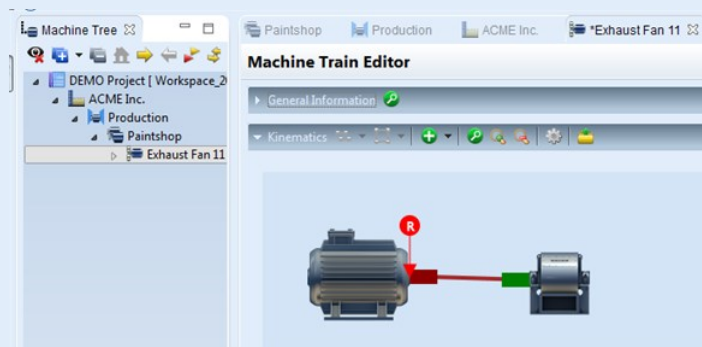 Machine Tree
DEMO Project [ Workspace_2
ACME Inc.
Production
Paintshop
Exhaust Fan 11
Paintshop
Production
ACME Inc.
*Exhaust Fan 11
Machine Train Editor
General Information
Kinematics
R